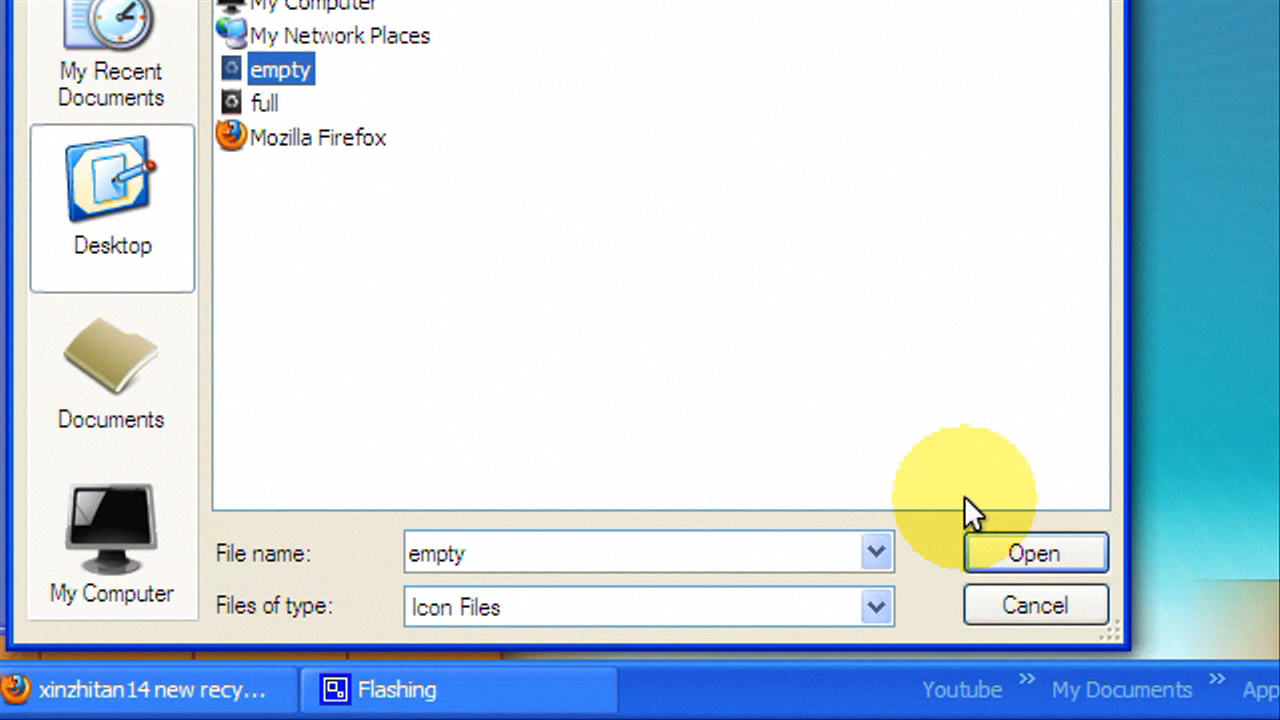 My Computer
My Network Places
empty
full
Mozilla Firefox
My Recent
Documents
Desktop
Documents
My Computer
File name:
empty
Open
Files of type:
Icon Files
Cancel
xinzhitan14 new recy...
Flashing
Youtube
My Documents
App